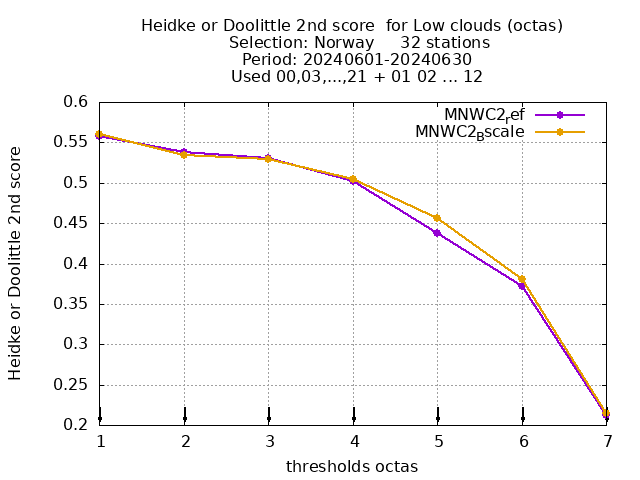 Heidke or Doolittle 2nd score  for Low clouds (octas)
Selection: Norway     32 stations
Period: 20240601-20240630
Used 00,03,...,21 + 01 02 ... 12
MNWC2ref
MNWC2Bscale
0.6
0.55
0.5
0.45
0.4
0.35
0.3
0.25
0.2
Heidke or Doolittle 2nd score
1 2 3 4 5 6 7
thresholds octas